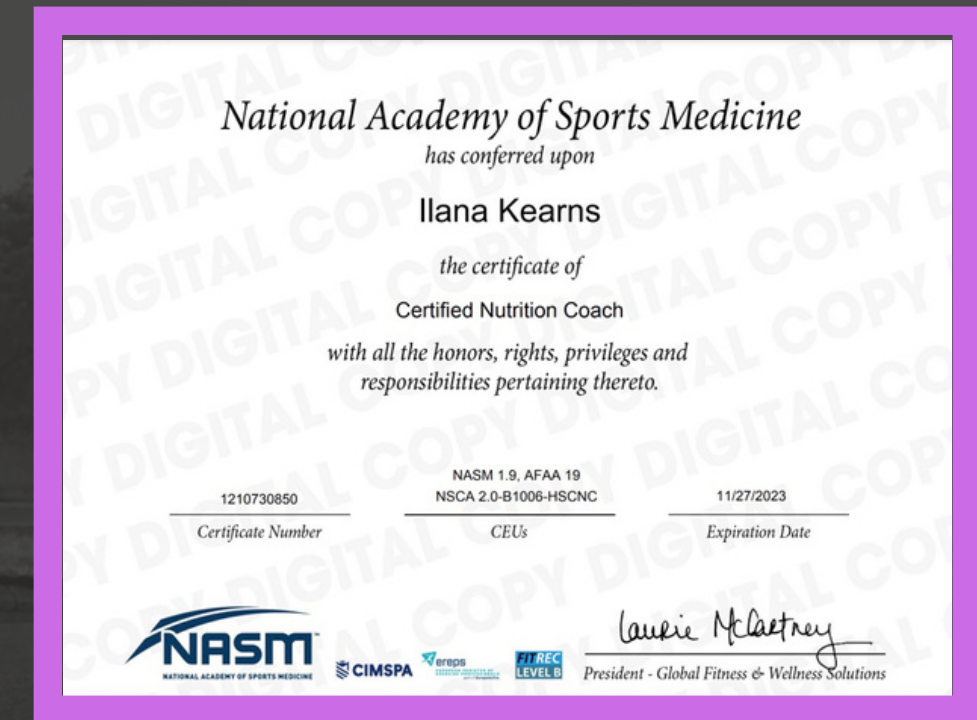 National Academy of Sports Medicine
has conferred upon
Ilana Kearns
the certificate of
Certified Nutrition Coach
with all the honors, rights, privileges and
responsibilities pertaining thereto.
1210730850
Certificate Number
NASM 1.9, AFAA 19
NSCA 2.0-B1006-HSCNC
CEUs
11/27/2023
Expiration Date
NASM
NATIONAL ACADEMY OF SPORTS MEDICINE
CIMSPA
ereps
FITREC
LEVEL B
Laurie McCartney
President - Global Fitness & Wellness Solutions
DIGITAL COPY